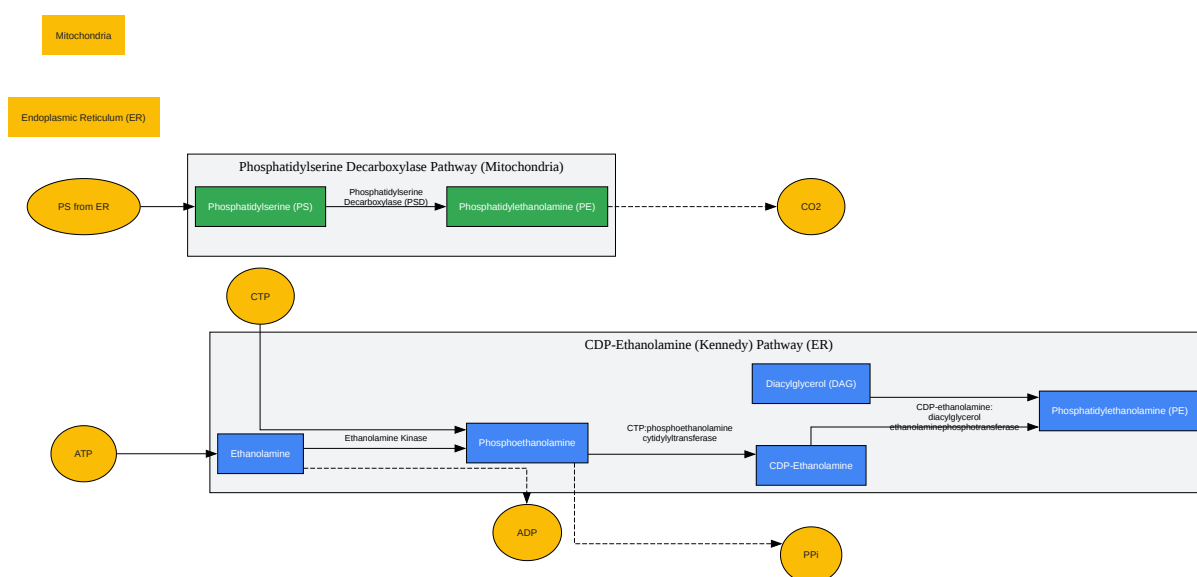 Mitochondria
Endoplasmic Reticulum (ER)
Phosphatidylserine Decarboxylase Pathway (Mitochondria)
PS from ER
Phosphatidylserine (PS)
Phosphatidylserine
Decarboxylase (PSD)
Phosphatidylethanolamine (PE)
CO2
CTP
CDP-Ethanolamine (Kennedy) Pathway (ER)
Diacylglycerol (DAG)
CDP-ethanolamine:
diacylglycerol
ethanolaminephosphotransferase
Phosphatidylethanolamine (PE)
ATP
Ethanolamine
Ethanolamine Kinase
Phosphoethanolamine
CTP:phosphoethanolamine
cytidylyltransferase
CDP-Ethanolamine
ADP
PPi